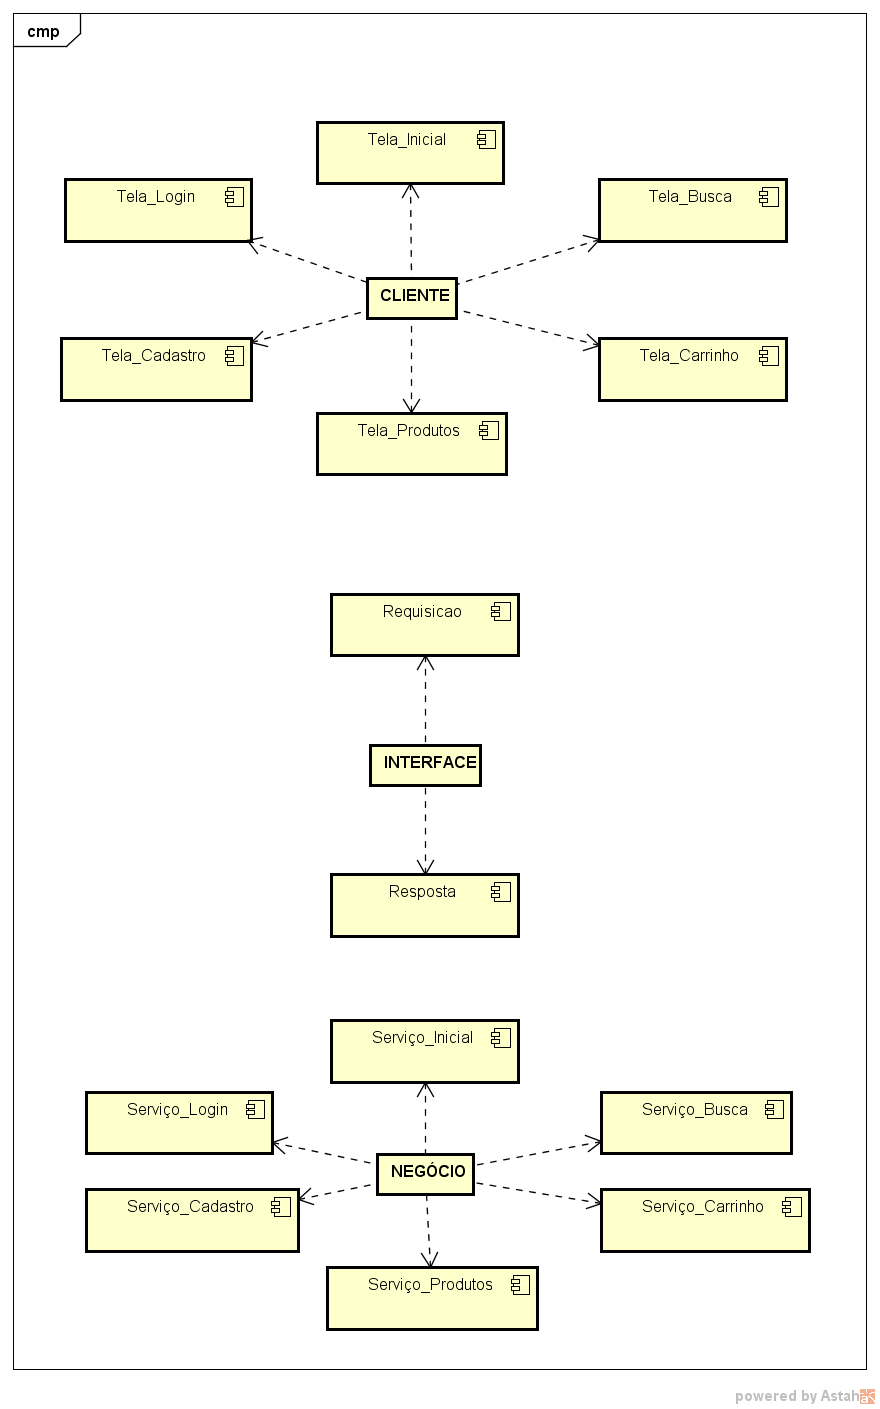 cmp
Tela_Inicial
Tela_Login
Tela_Busca
CLIENTE
Tela_Cadastro
Tela_Carrinho
Tela_Produtos
Requisicao
INTERFACE
Resposta
Serviço_Inicial
Serviço_Login
Serviço_Busca
NEGÓCIO
Serviço_Cadastro
Serviço_Carrinho
Serviço_Produtos
powered by Astah